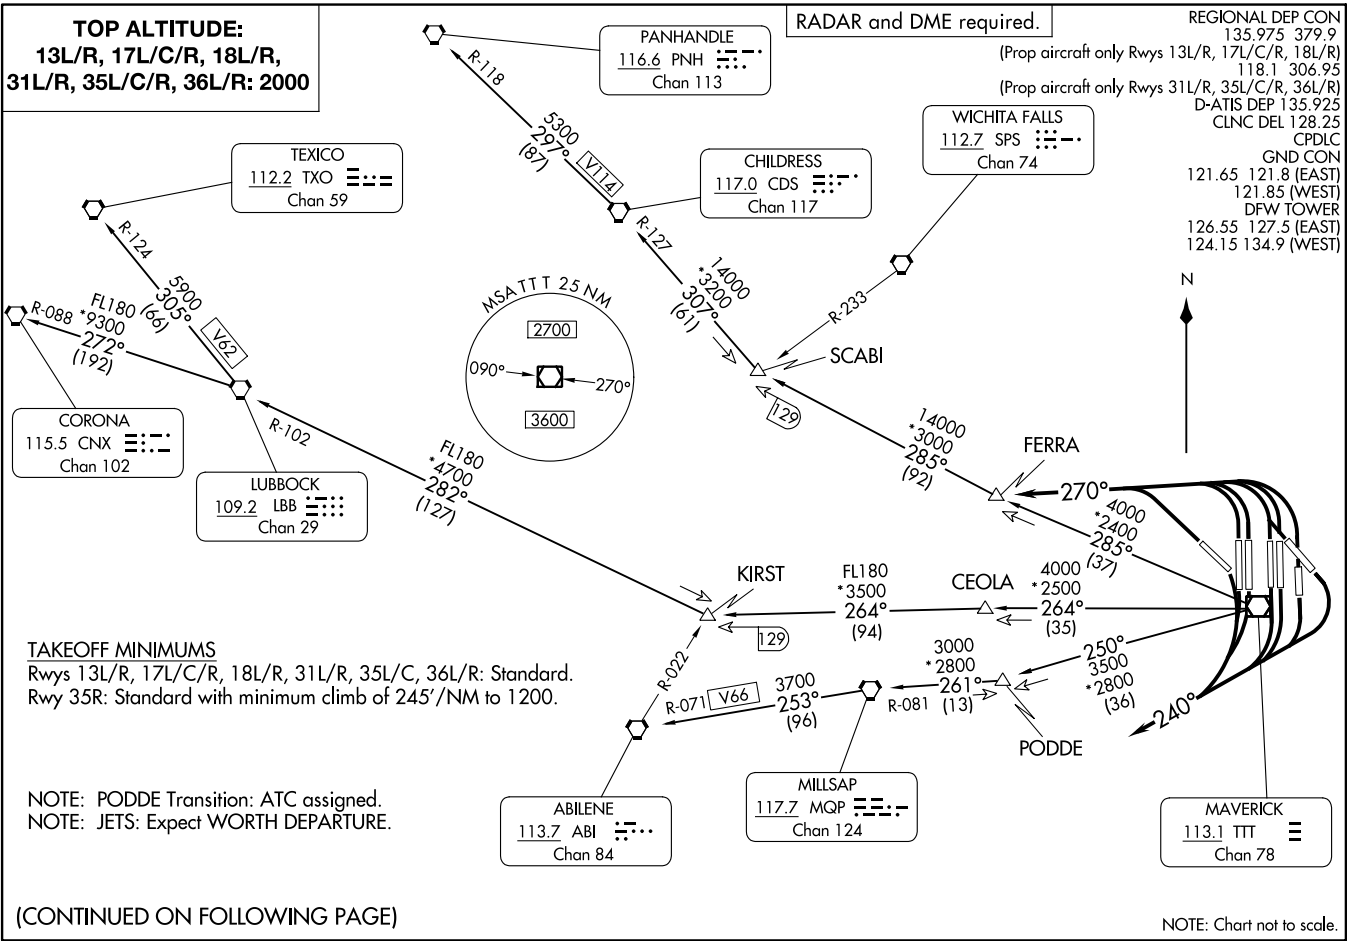 TOP ALTITUDE:
13L/R, 17L/C/R, 18L/R,
31L/R, 35L/C/R, 36L/R: 2000
RADAR and DME required.
REGIONAL DEP CON
135.975 379.9
(Prop aircraft only Rwys 13L/R, 17L/C/R, 18L/R)
118.1 306.95
(Prop aircraft only Rwys 31L/R, 35L/C/R, 36L/R)
D-ATIS DEP 135.925
CLNC DEL 128.25
CPDLC
GND CON
121.65 121.8 (EAST)
121.85 (WEST)
DFW TOWER
126.55 127.5 (EAST)
124.15 134.9 (WEST)
PANHANDLE
116.6 PNH
Chan 113
R-118
5300
297°
(87)
V114
WICHITA FALLS
112.7 SPS
Chan 74
R-233
CHILDRESS
117.0 CDS
Chan 117
R-127
14000
*3200
307°
(61)
TEXICO
112.2 TXO
Chan 59
R-124
5900
305°
(66)
V62
R-088
FL180
*9300
272°
(192)
CORONA
115.5 CNX
Chan 102
LUBBOCK
109.2 LBB
Chan 29
R-102
FL180
*4700
282°
(127)
MSA TTT 25 NM
2700
090°
270°
3600
SCABI
129
14000
*3000
285°
(92)
FERRA
N
270°
4000
*2400
285°
(37)
KIRST
129
FL180
*3500
264°
(94)
CEOLA
4000
*2500
264°
(35)
R-022
250°
3500
*2800
(36)
240°
3000
*2800
261°
(13)
R-081
PODDE
R-071
V66
3700
253°
(96)
TAKEOFF MINIMUMS
Rwys 13L/R, 17L/C/R, 18L/R, 31L/R, 35L/C, 36L/R: Standard.
Rwy 35R: Standard with minimum climb of 245'/NM to 1200.
NOTE: PODDE Transition: ATC assigned.
NOTE: JETS: Expect WORTH DEPARTURE.
ABILENE
113.7 ABI
Chan 84
MILLSAP
117.7 MQP
Chan 124
MAVERICK
113.1 TTT
Chan 78
(CONTINUED ON FOLLOWING PAGE)
NOTE: Chart not to scale.